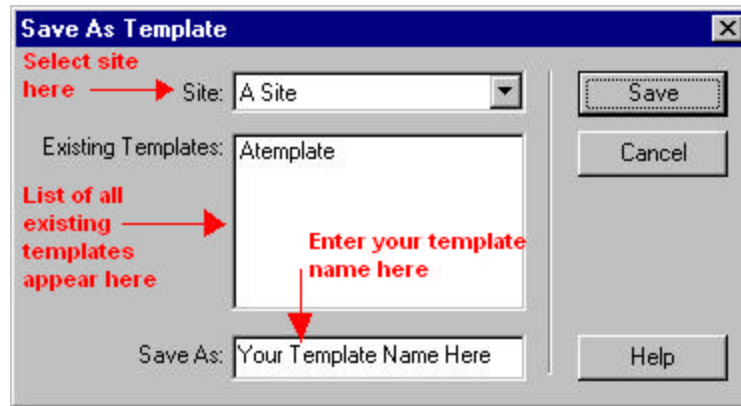 Save As Template
Select site
here
Site: A Site
Save
Existing Templates: Atemplate
Cancel
List of all
existing
templates
appear here
Enter your template
name here
Save As: Your Template Name Here
Help